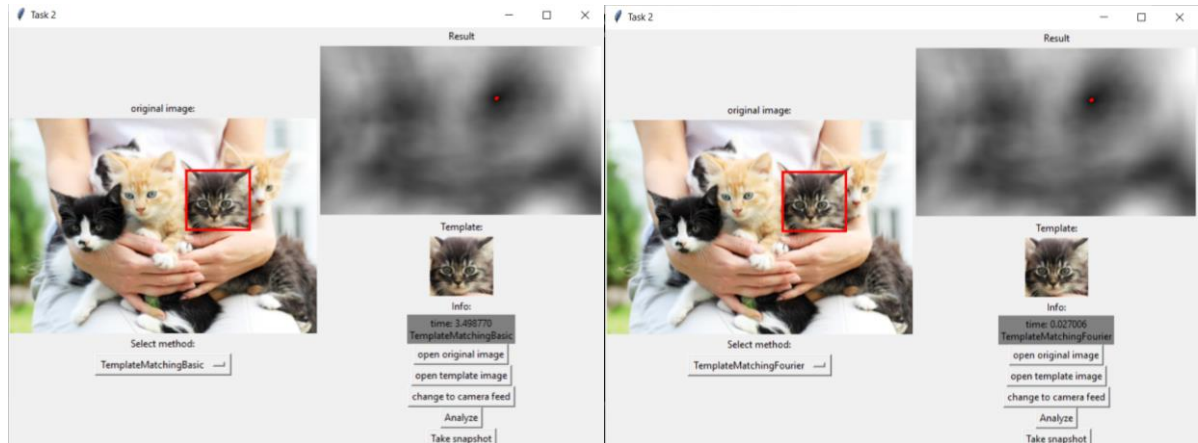 Task 2
Result
original image:
Template:
Info:
time: 3.498770
TemplateMatchingBasic
Select method:
TemplateMatchingBasic
open original image
open template image
change to camera feed
Analyze
Take snapshot
Task 2
Result
original image:
Template:
Info:
time: 0.027006
TemplateMatchingFourier
Select method:
TemplateMatchingFourier
open original image
open template image
change to camera feed
Analyze
Take snapshot